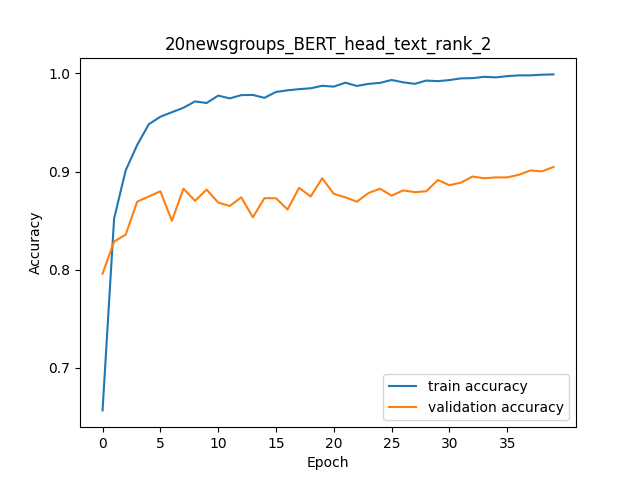 20newsgroups_BERT_head_text_rank_2
Accuracy
1.0
0.9
0.8
0.7
0 5 10 15 20 25 30 35
Epoch
train accuracy
validation accuracy